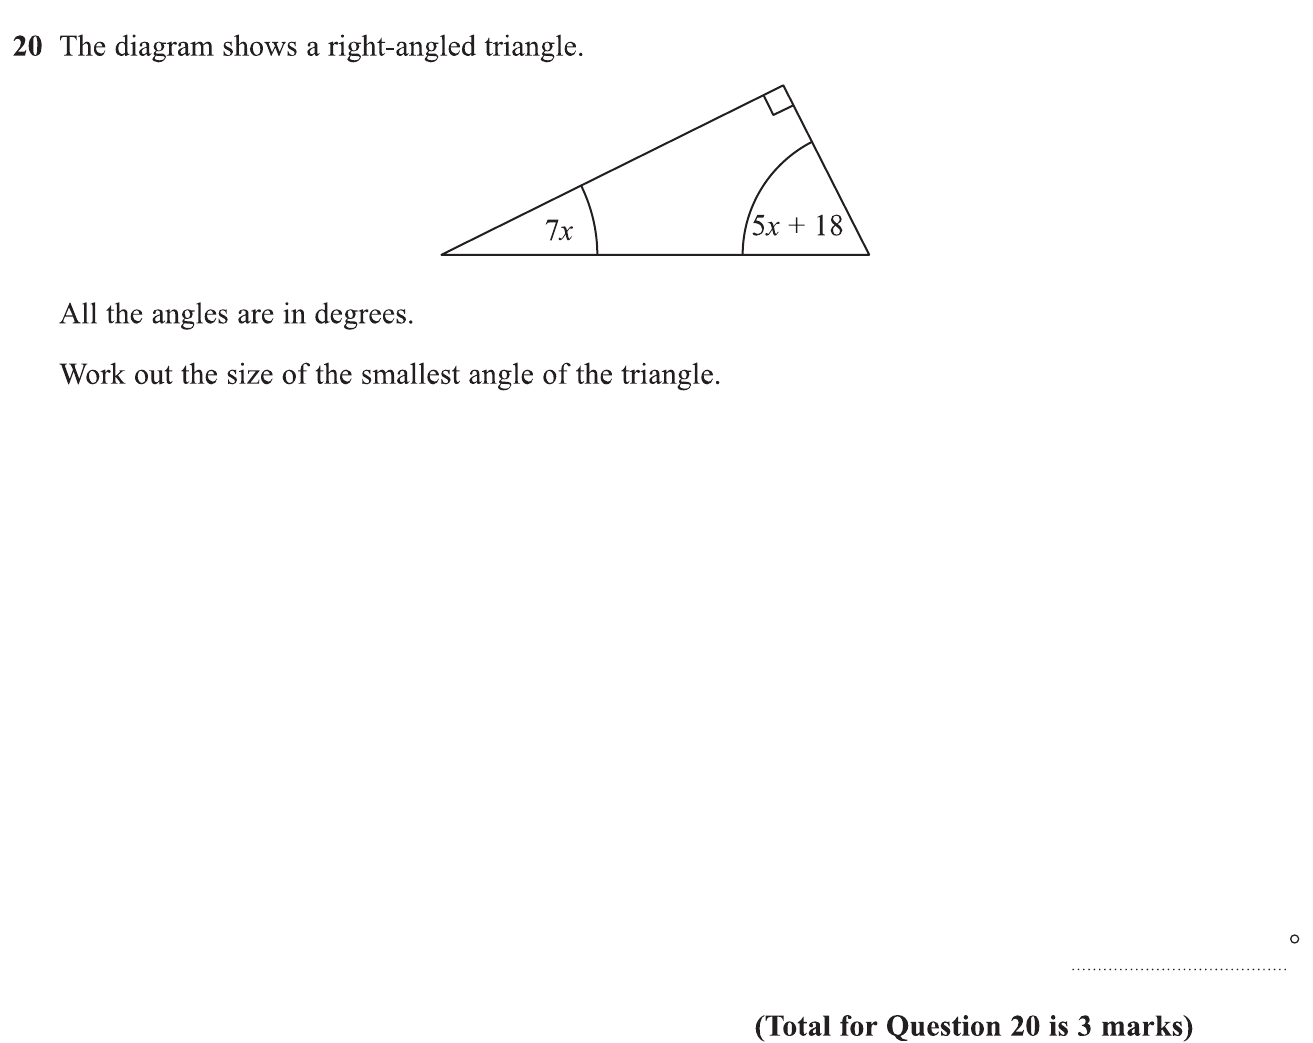 20 The diagram shows a right-angled triangle.
7x
5x + 18
All the angles are in degrees.
Work out the size of the smallest angle of the triangle.
°
(Total for Question 20 is 3 marks)